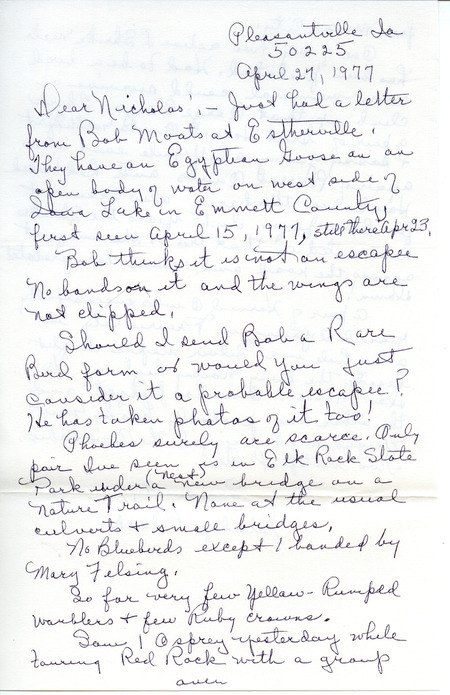 Pleasantville Ia
50225
April 27, 1977
Dear Nicholas', - Just had a letter
from Bob Moats at Estherville.
They have an Egyptian Goose an an
open body of water on west side of
Iowa Lake in Emmett County,
first seen April 15, 1977, still there Apr 23.
Bob thinks it is not an escapee
No bands on it and the wings are
not clipped.
Should I send Bob a Rare
Bird form or would you just
consider it a probable escapee?
He has taken photos of it too!
Phoebes surely are scarce. Only
pair Ive seen is in Elk Rock State
Park under a (nest) new bridge on a
nature Trail. None at the usual
culverts + small bridges.
No Bluebirds except 1 banded by
Mary Felsing.
So far very few Yellow-Rumped
warblers + few Ruby crowns.
Saw 1 Osprey yesterday while
touring Red Rock with a group
over